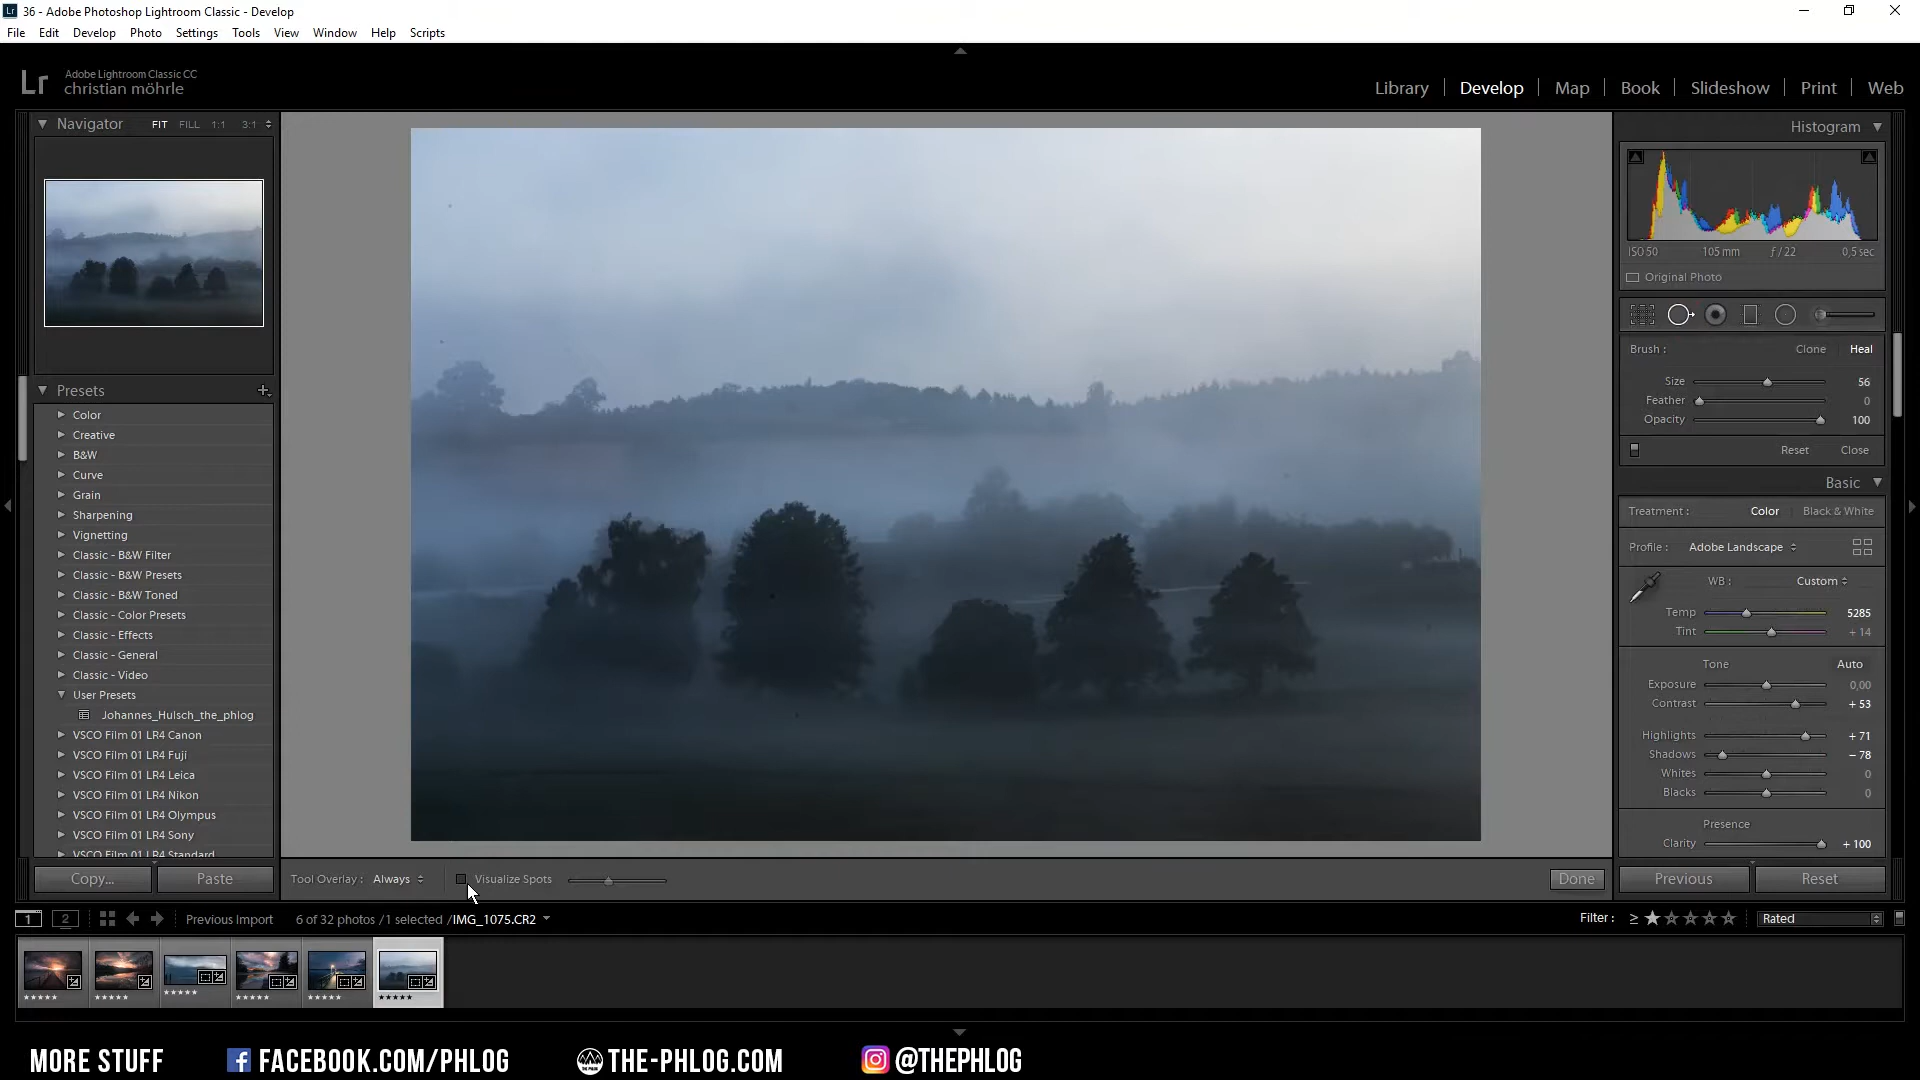 36 - Adobe Photoshop Lightroom Classic - Develop
File Edit Develop Photo Settings Tools View Window Help Scripts
Lr Adobe Lightroom Classic CC
christian möhrle
Library Develop Map Book Slideshow Print Web
Navigator FIT FILL 1:1 3:1
Histogram
ISO 50 105 mm ƒ / 22 0,5 sec
Original Photo
Brush : Clone Heal
Size 56
Feather 0
Opacity 100
Reset Close
Basic
Treatment : Color Black & White
Profile : Adobe Landscape
WB : Custom
Temp 5285
Tint + 14
Tone Auto
Exposure 0,00
Contrast + 53
Highlights + 71
Shadows − 78
Whites 0
Blacks 0
Presence
Clarity + 100
Presets
Color
Creative
B&W
Curve
Grain
Sharpening
Vignetting
Classic - B&W Filter
Classic - B&W Presets
Classic - B&W Toned
Classic - Color Presets
Classic - Effects
Classic - General
Classic - Video
User Presets
Johannes_Hulsch_the_phlog
VSCO Film 01 LR4 Canon
VSCO Film 01 LR4 Fuji
VSCO Film 01 LR4 Leica
VSCO Film 01 LR4 Nikon
VSCO Film 01 LR4 Olympus
VSCO Film 01 LR4 Sony
VSCO Film 01 LR4 Standard
Copy... Paste
Tool Overlay : Always Visualize Spots Done
Previous Reset
1 2 Previous Import 6 of 32 photos /1 selected /IMG_1075.CR2 Filter : ≥ Rated
MORE STUFF FACEBOOK.COM/PHLOG THE-PHLOG.COM @THEPHLOG